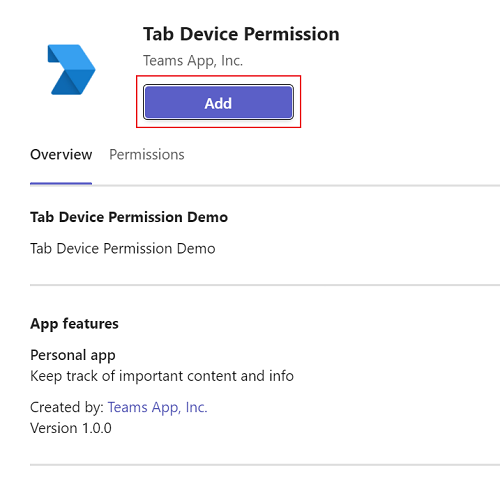 Tab Device Permission
Teams App, Inc.
Add
Overview Permissions
Tab Device Permission Demo
Tab Device Permission Demo
App features
Personal app
Keep track of important content and info
Created by: Teams App, Inc.
Version 1.0.0